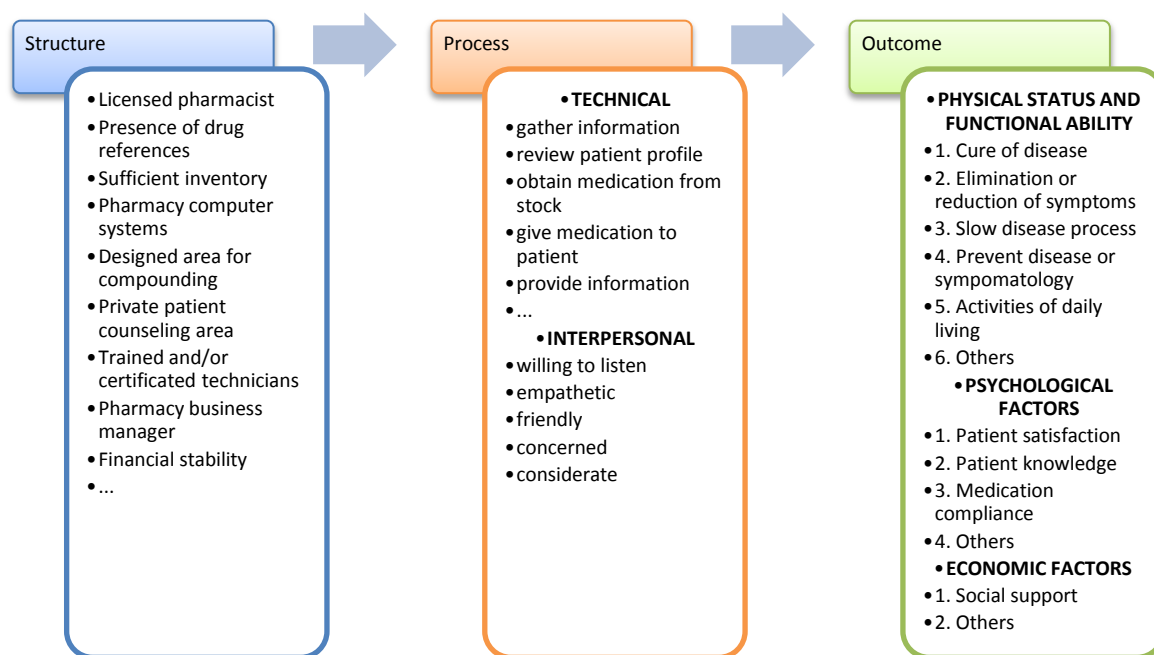 Structure
•Licensed pharmacist
•Presence of drug
references
•Sufficient inventory
•Pharmacy computer
systems
•Designed area for
compounding
•Private patient
counseling area
•Trained and/or
certificated technicians
•Pharmacy business
manager
•Financial stability
•...
Process
•TECHNICAL
•gather information
•review patient profile
•obtain medication from
stock
•give medication to
patient
•provide information
•...
•INTERPERSONAL
•willing to listen
•empathetic
•friendly
•concerned
•considerate
Outcome
•PHYSICAL STATUS AND
FUNCTIONAL ABILITY
•1. Cure of disease
•2. Elimination or
reduction of symptoms
•3. Slow disease process
•4. Prevent disease or
sympomatology
•5. Activities of daily
living
•6. Others
•PSYCHOLOGICAL
FACTORS
•1. Patient satisfaction
•2. Patient knowledge
•3. Medication
compliance
•4. Others
•ECONOMIC FACTORS
•1. Social support
•2. Others